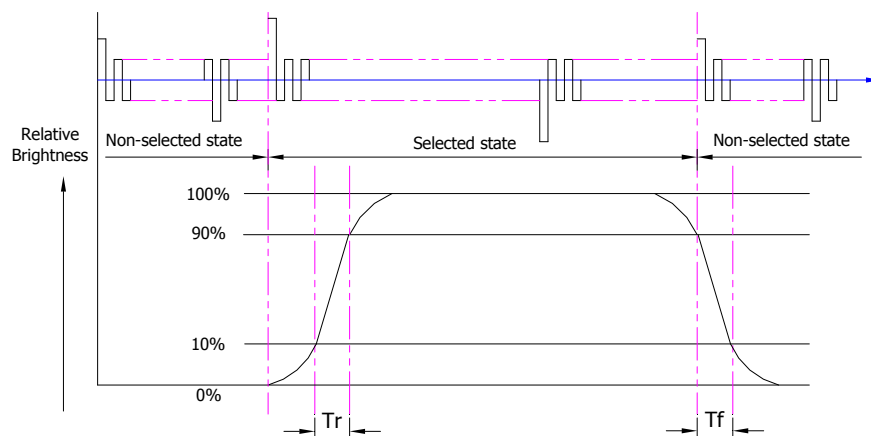 Relative
Brightness
Non-selected state
Selected state
Non-selected state
100%
90%
10%
0%
Tr
Tf